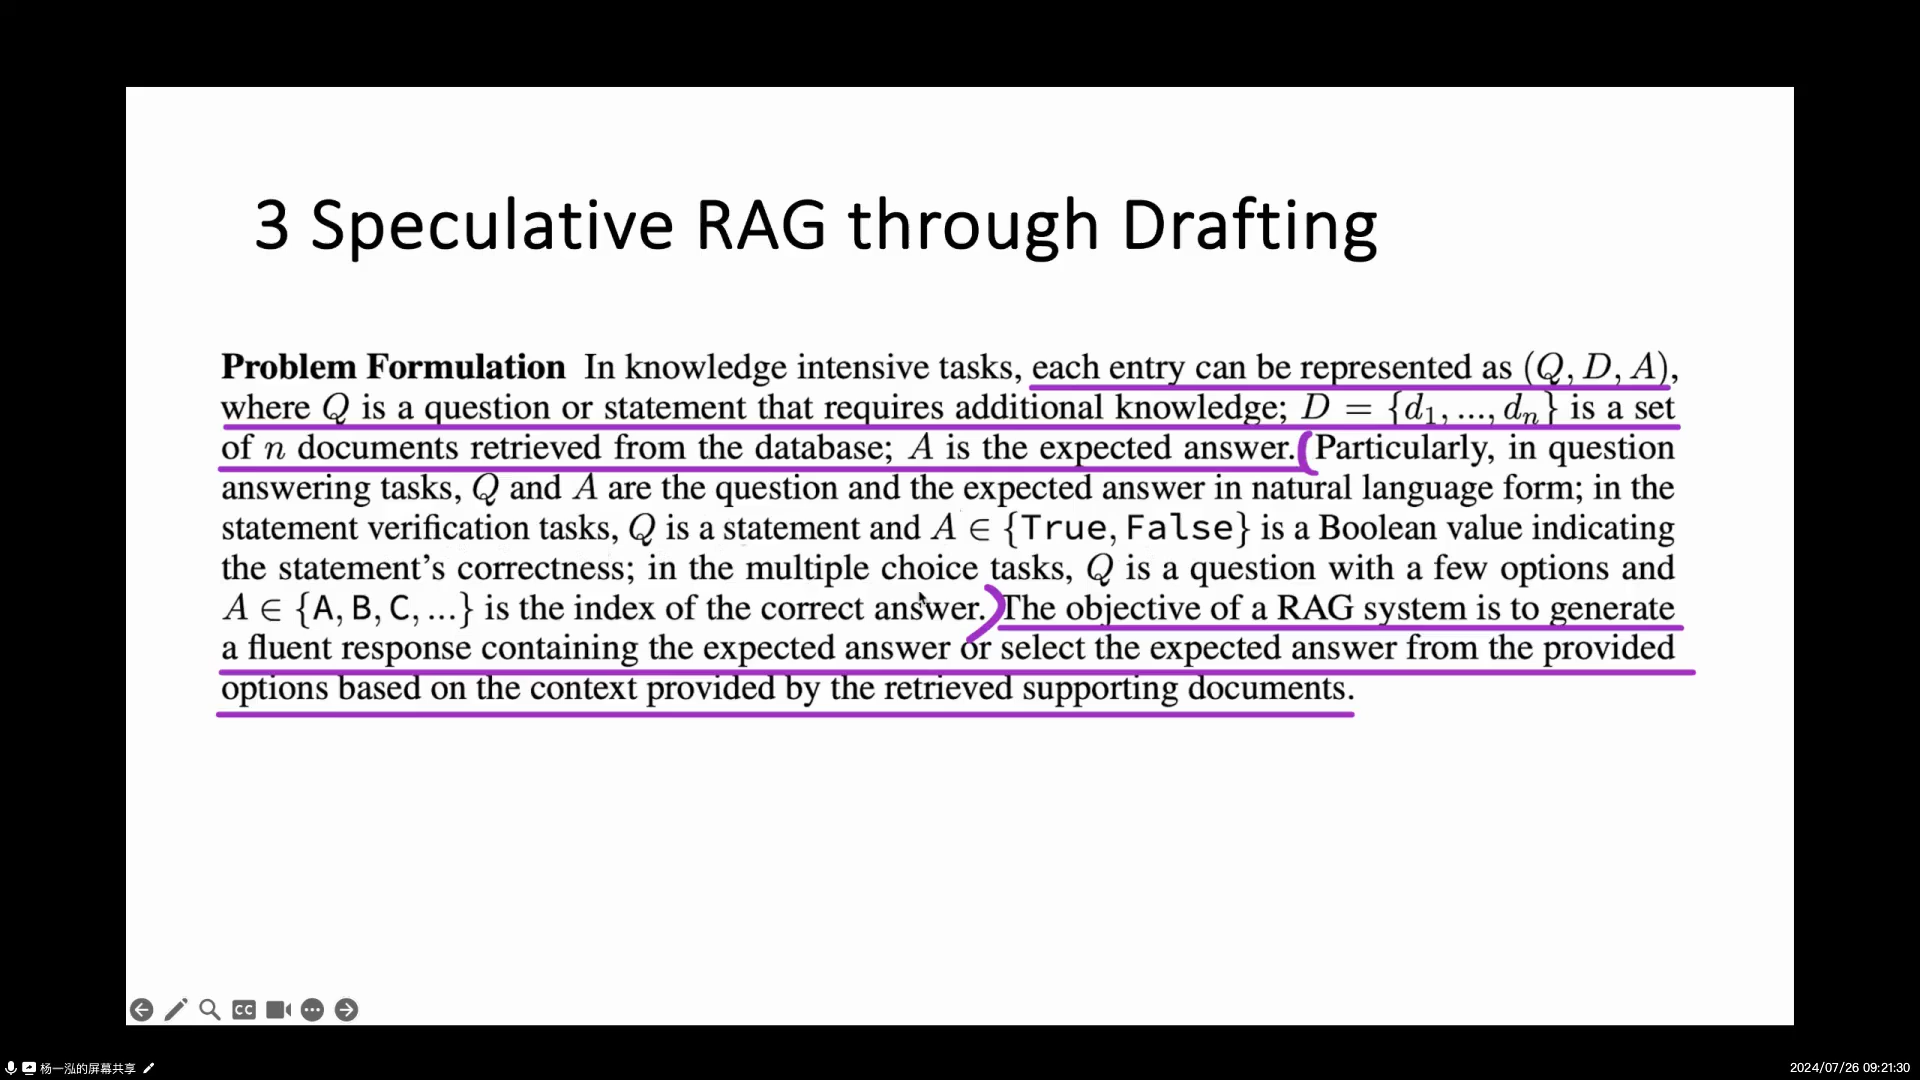 3 Speculative RAG through Drafting
Problem Formulation In knowledge intensive tasks, each entry can be represented as (Q, D, A),
where Q is a question or statement that requires additional knowledge; D = {d₁, ..., dₙ} is a set
of n documents retrieved from the database; A is the expected answer. Particularly, in question
answering tasks, Q and A are the question and the expected answer in natural language form; in the
statement verification tasks, Q is a statement and A ∈ {True, False} is a Boolean value indicating
the statement's correctness; in the multiple choice tasks, Q is a question with a few options and
A ∈ {A, B, C, ...} is the index of the correct answer. The objective of a RAG system is to generate
a fluent response containing the expected answer or select the expected answer from the provided
options based on the context provided by the retrieved supporting documents.
CC
杨一泓的屏幕共享
2024/07/26 09:21:30